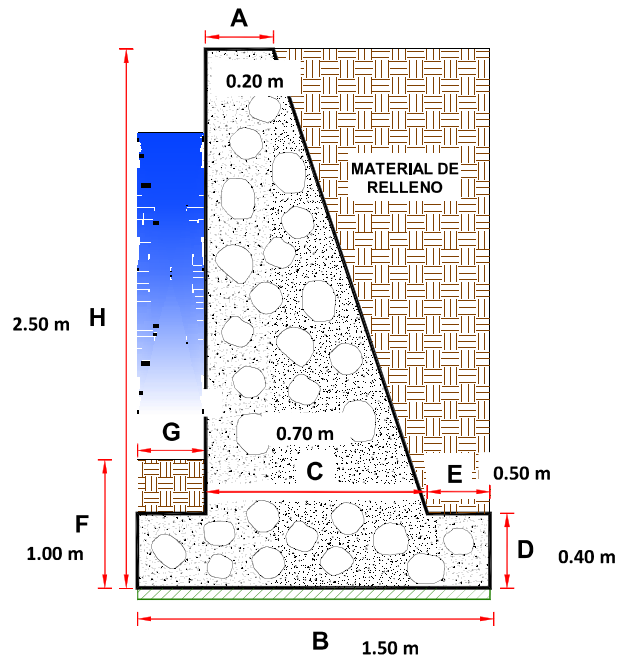 A
0.20 m
MATERIAL DE
RELLENO
2.50 m
H
G
0.70 m
C
E
0.50 m
F
1.00 m
D
0.40 m
B
1.50 m